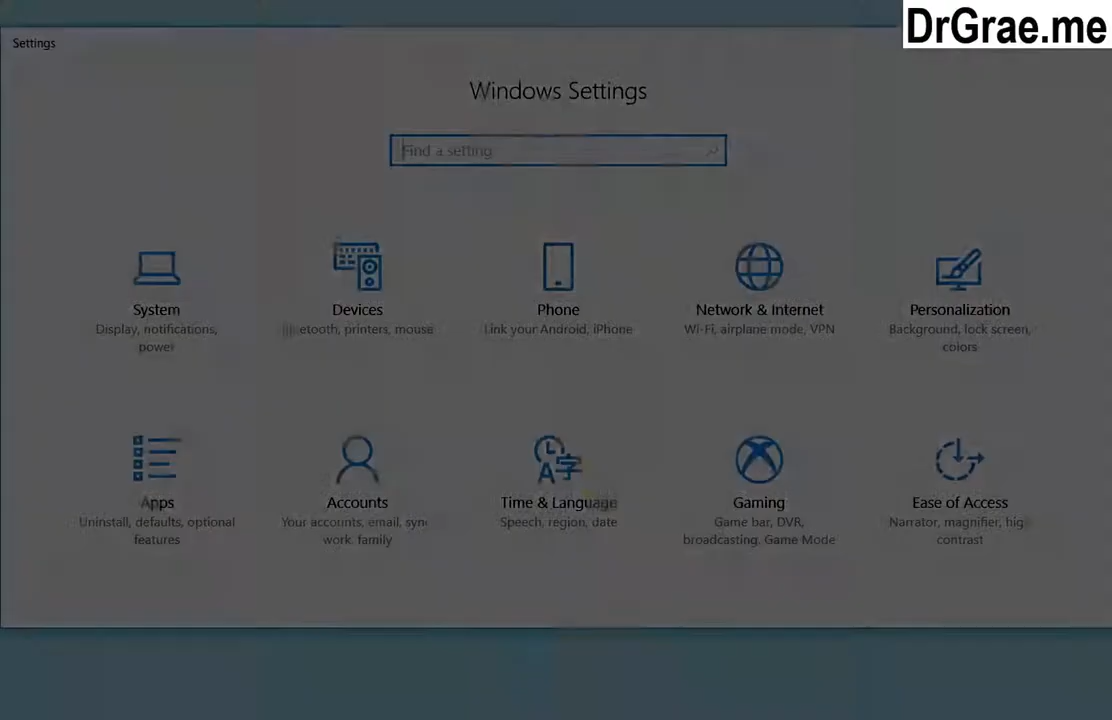 DrGrae.me
Settings
Windows Settings
Find a setting
System
Display, notifications,
power
Devices
printers, mouse
Phone
Link your Android, iPhone
Network & Internet
Wi-Fi, airplane mode, VPN
Personalization
Background, lock screen,
colors
Apps
Uninstall, defaults, optional
features
Accounts
Your accounts, email, sync
work, family
Time & Language
Speech, region, date
Gaming
Game bar, DVR,
broadcasting, Game Mode
Ease of Access
Narrator, magnifier,
contrast